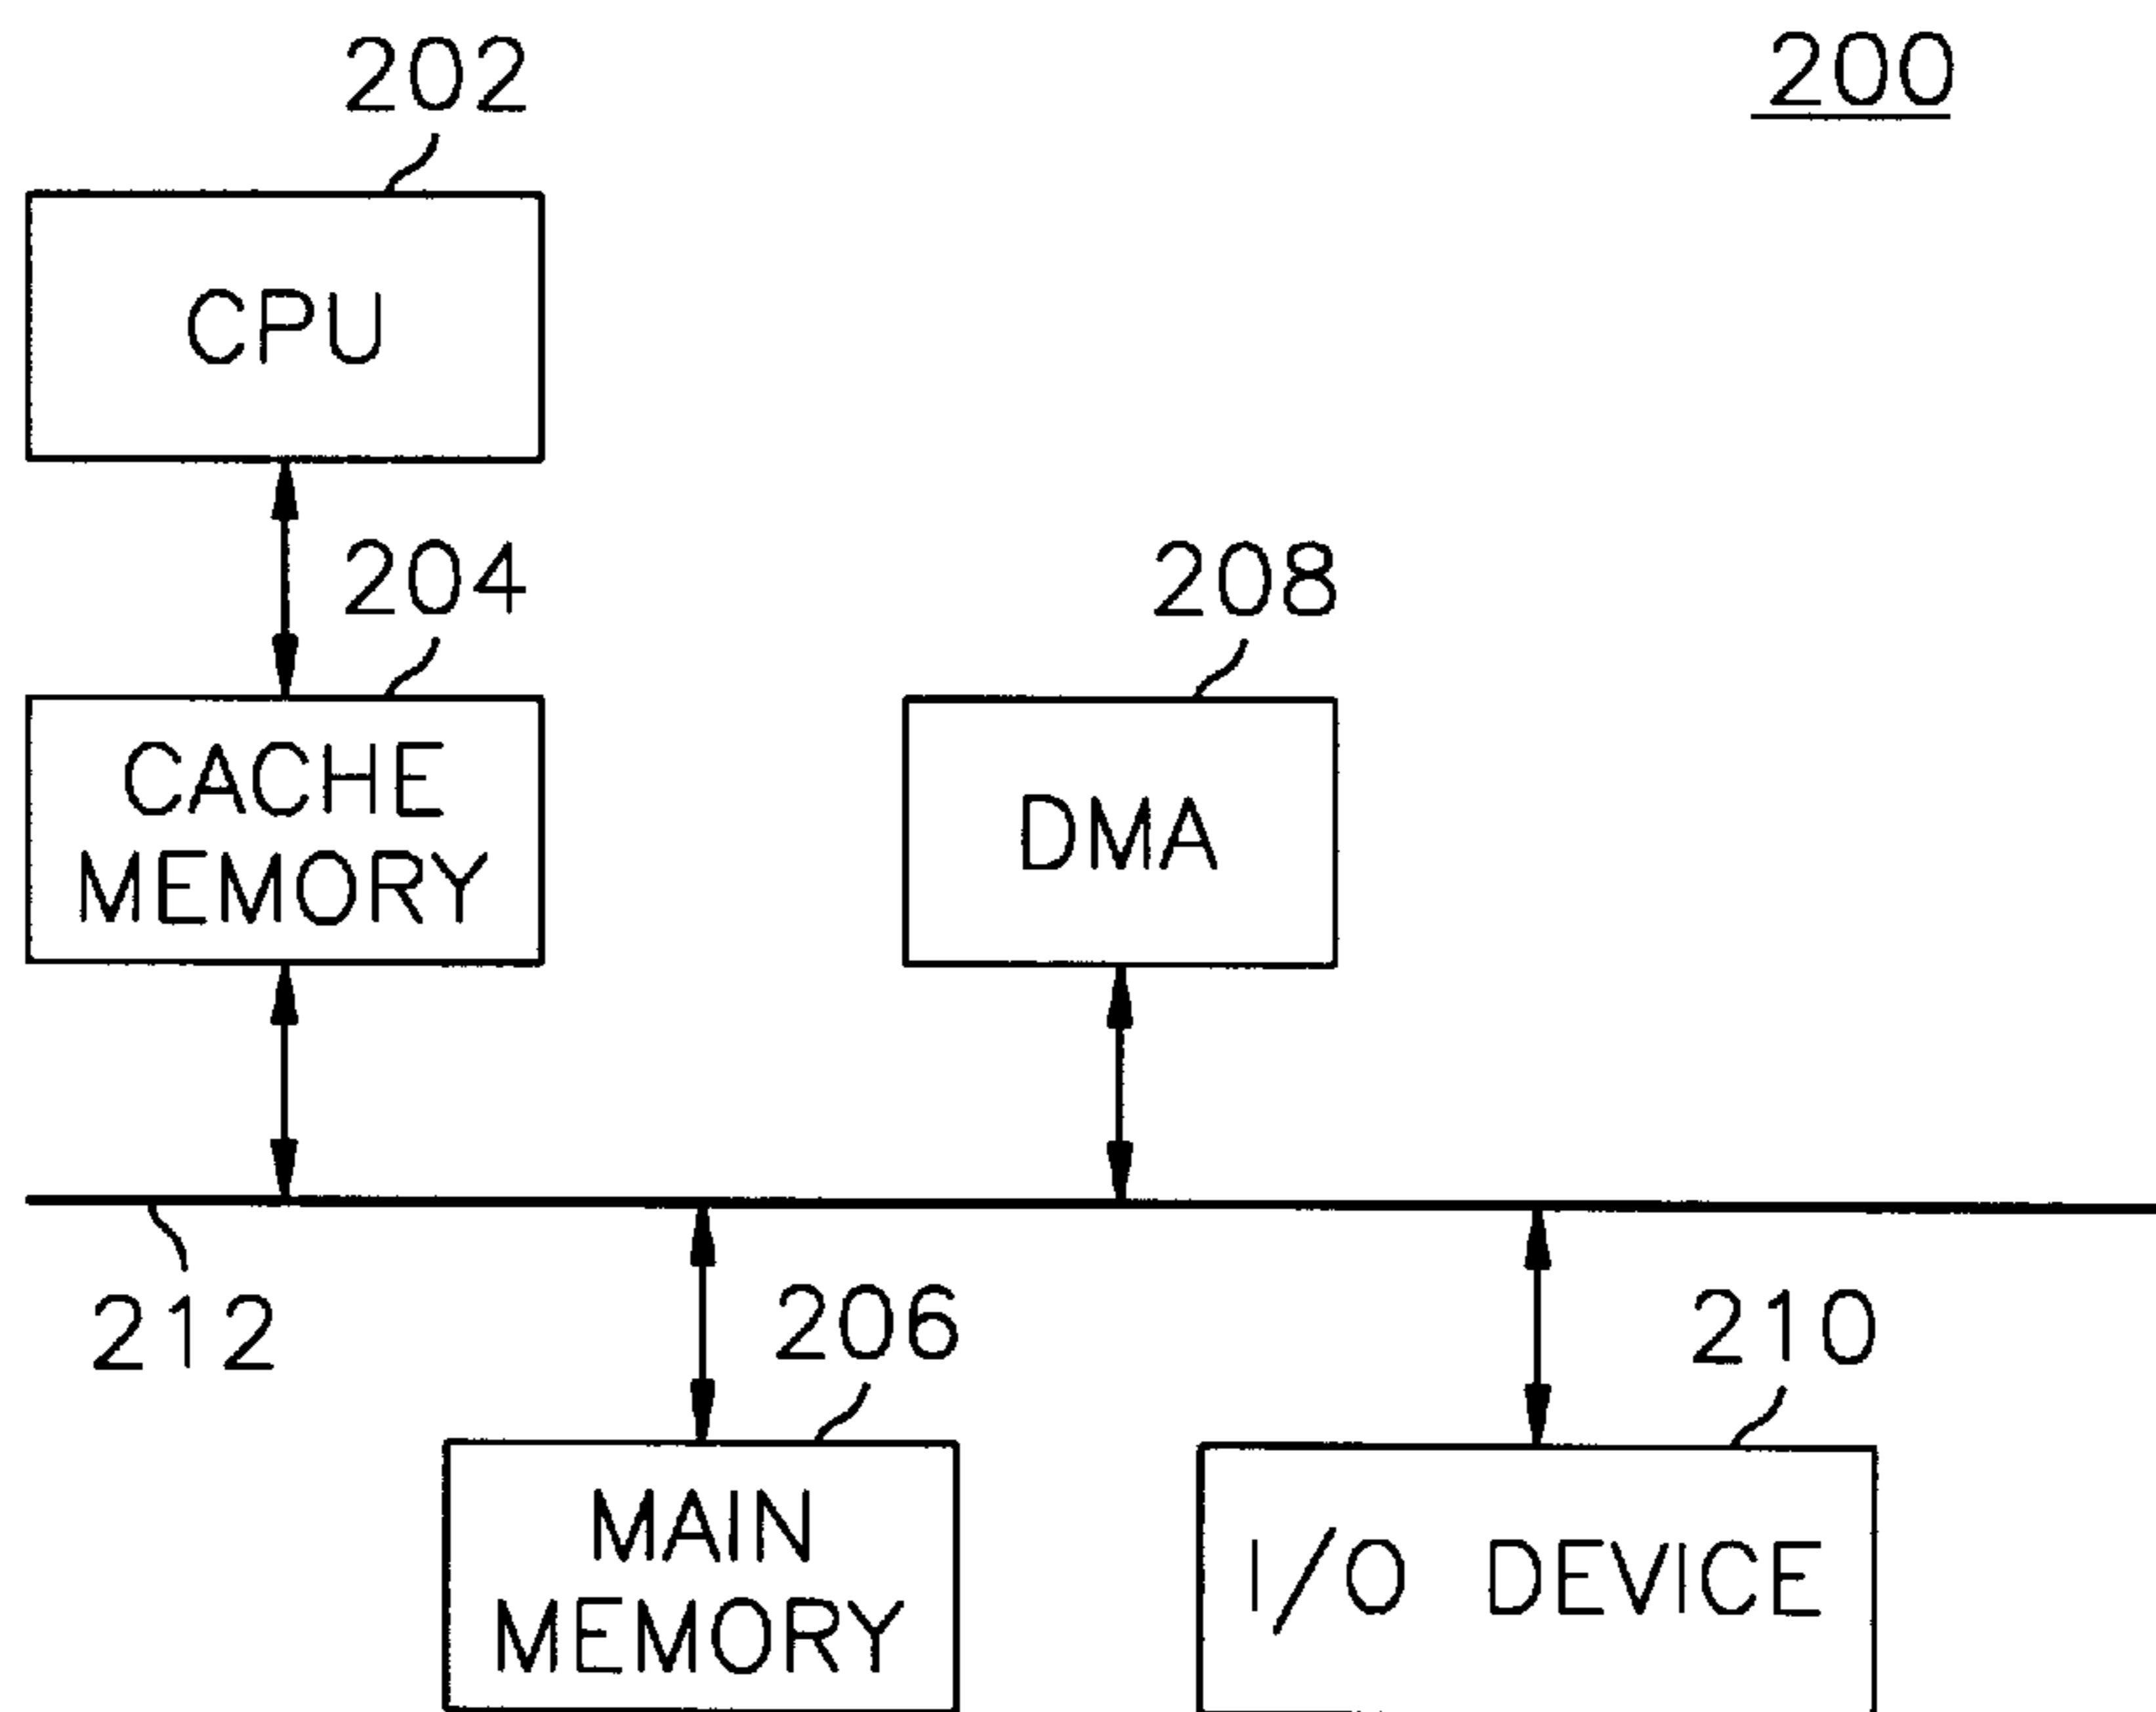 202
200
CPU
204
208
CACHE
MEMORY
DMA
212
206
210
MAIN
MEMORY
I/O DEVICE